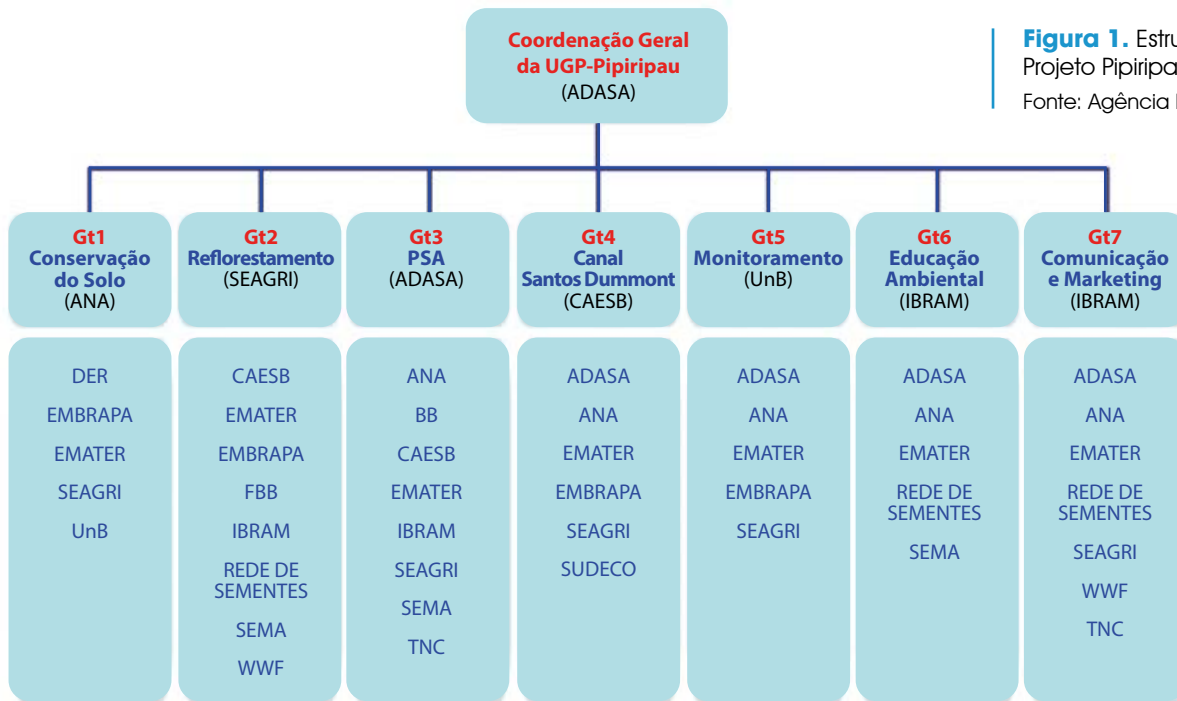 Coordenação Geral
da UGP-Pipiripau
(ADASA)
Figura 1.
Projeto
Fonte: Agência
Gt1
Conservação
do Solo
(ANA)
Gt2
Reflorestamento
(SEAGRI)
Gt3
PSA
(ADASA)
Gt4
Canal
Santos Dummont
(CAESB)
Gt5
Monitoramento
(UnB)
Gt6
Educação
Ambiental
(IBRAM)
Gt7
Comunicação
e Marketing
(IBRAM)
DER
EMBRAPA
EMATER
SEAGRI
UnB
CAESB
EMATER
EMBRAPA
FBB
IBRAM
REDE DE
SEMENTES
SEMA
WWF
ANA
BB
CAESB
EMATER
IBRAM
SEAGRI
SEMA
TNC
ADASA
ANA
EMATER
EMBRAPA
SEAGRI
SUDECO
ADASA
ANA
EMATER
EMBRAPA
SEAGRI
ADASA
ANA
EMATER
REDE DE
SEMENTES
SEMA
ADASA
ANA
EMATER
REDE DE
SEMENTES
SEAGRI
WWF
TNC